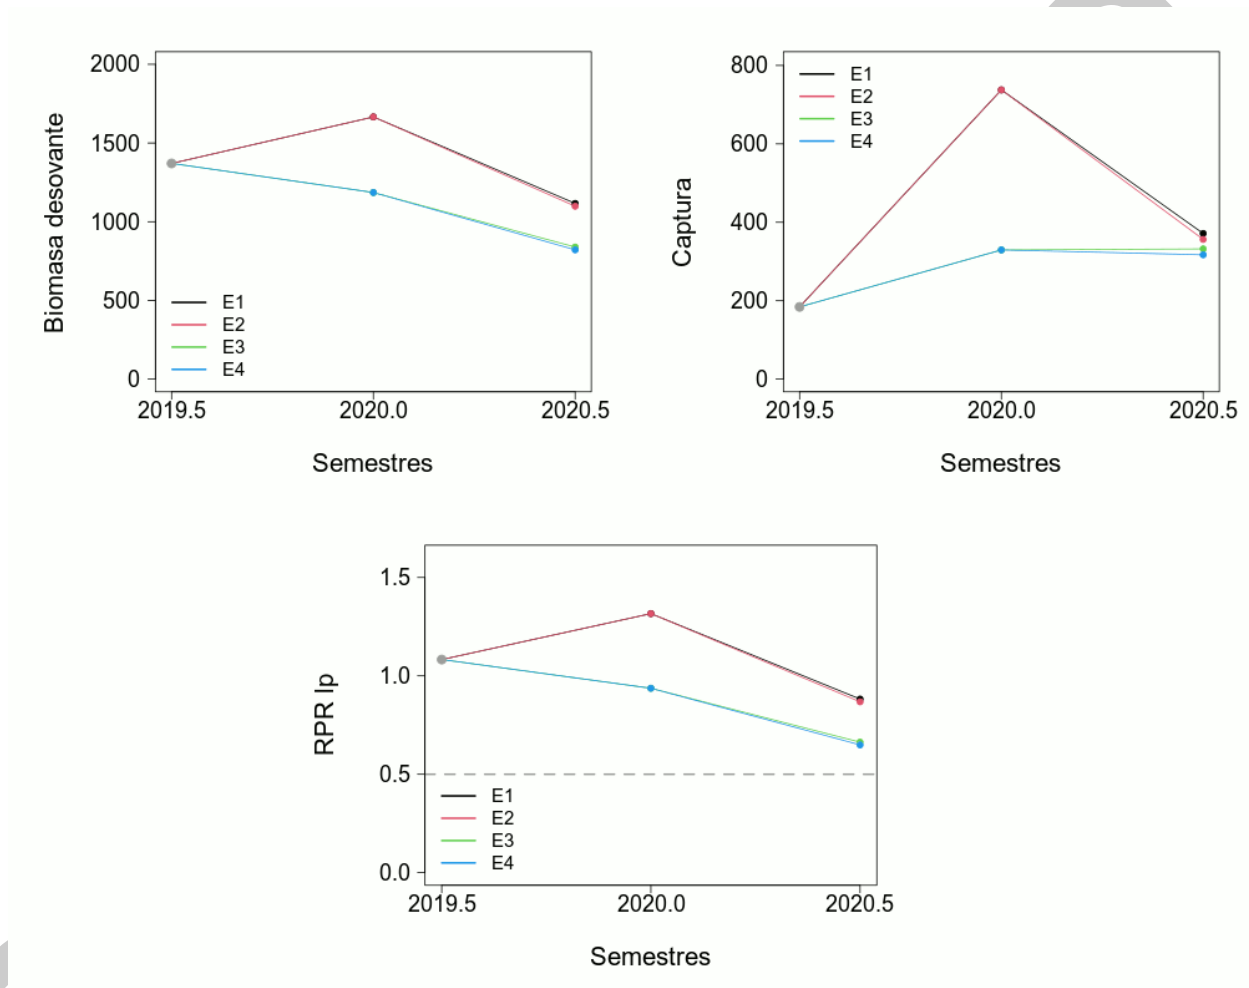 Biomasa desovante
2000
1500
1000
500
0
E1
E2
E3
E4
2019.5 2020.0 2020.5
Semestres
Captura
800
600
400
200
0
E1
E2
E3
E4
2019.5 2020.0 2020.5
Semestres
RPR lp
1.5
1.0
0.5
0.0
E1
E2
E3
E4
2019.5 2020.0 2020.5
Semestres